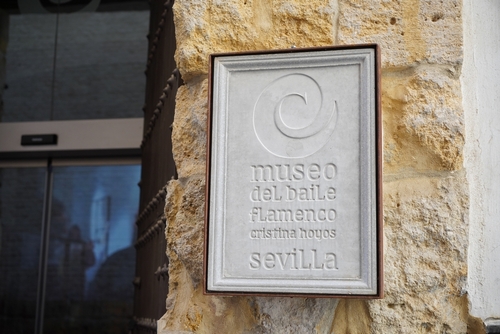 museo
del baile
flamenco
cristina hoyos
sevilla